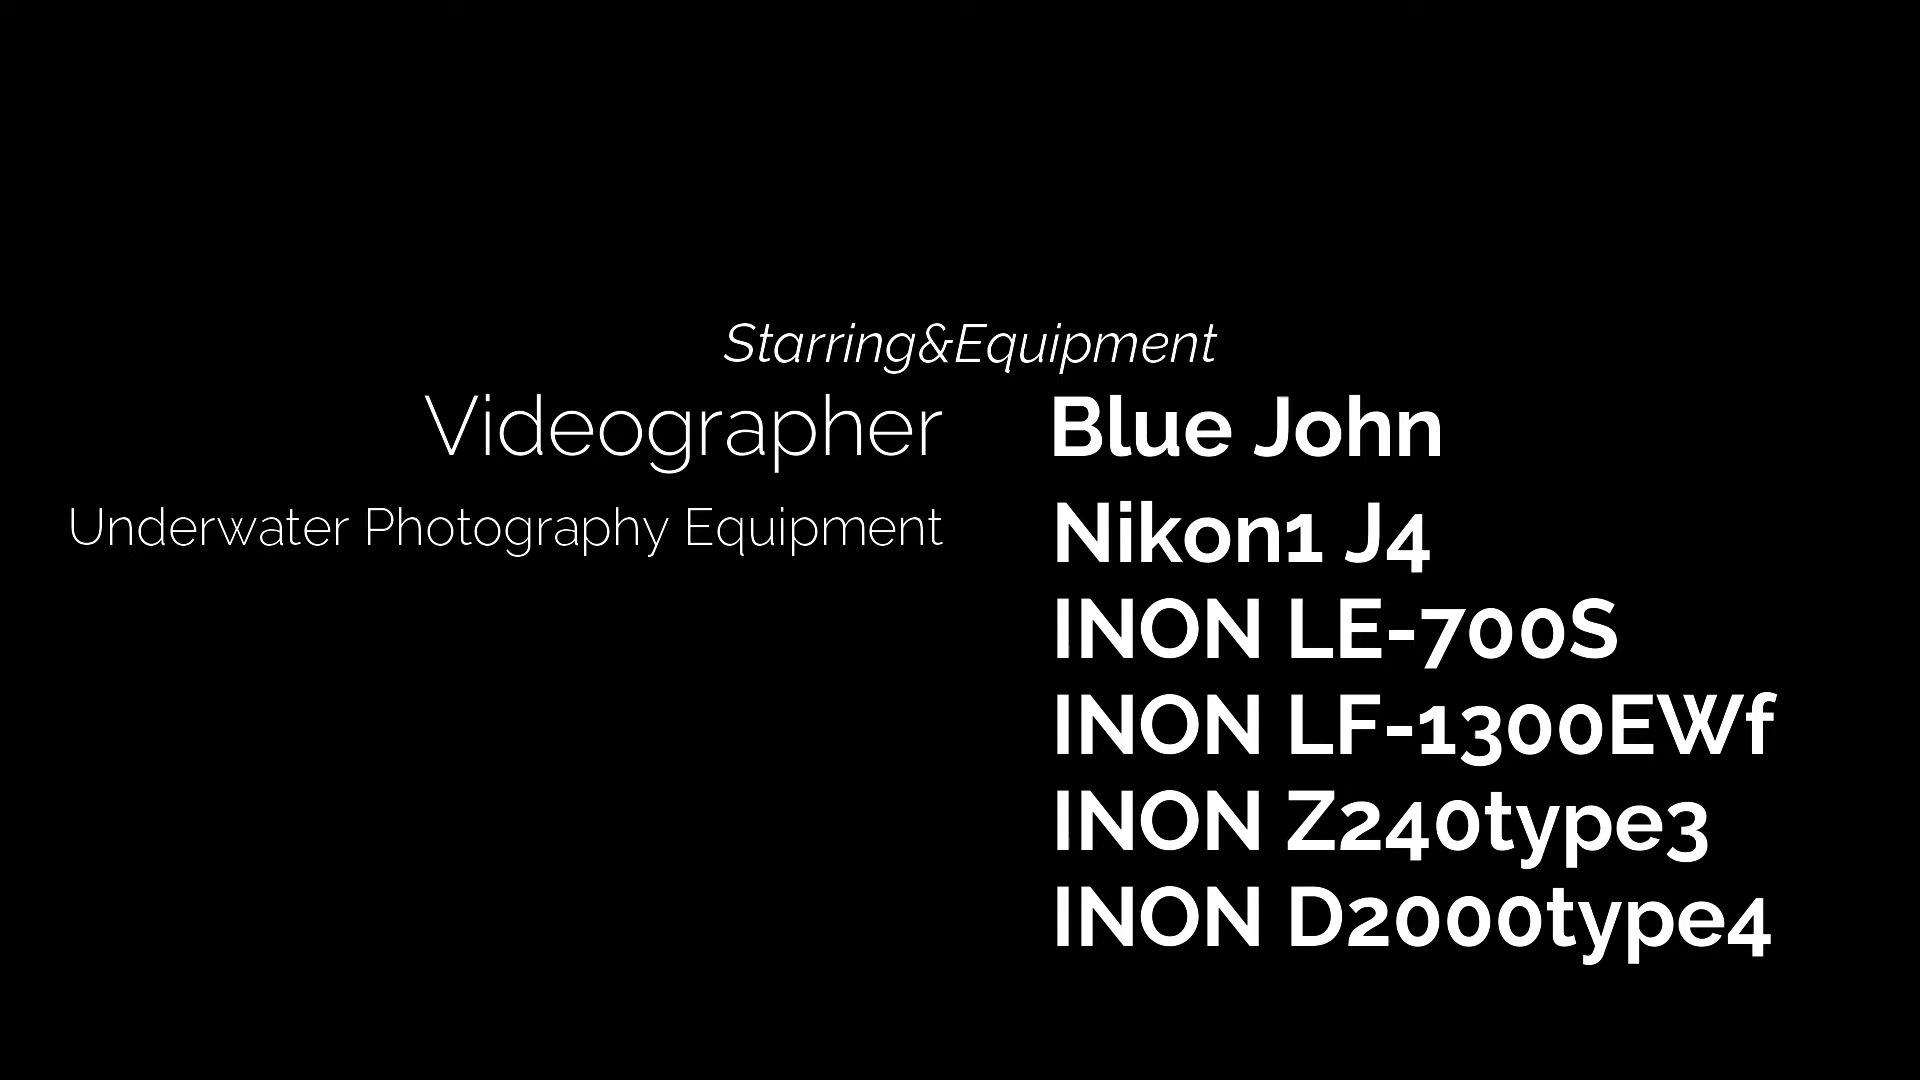 Starring&Equipment
Videographer Blue John
Underwater Photography Equipment Nikon1 J4
INON LE-700S
INON LF-1300EWf
INON Z240type3
INON D2000type4